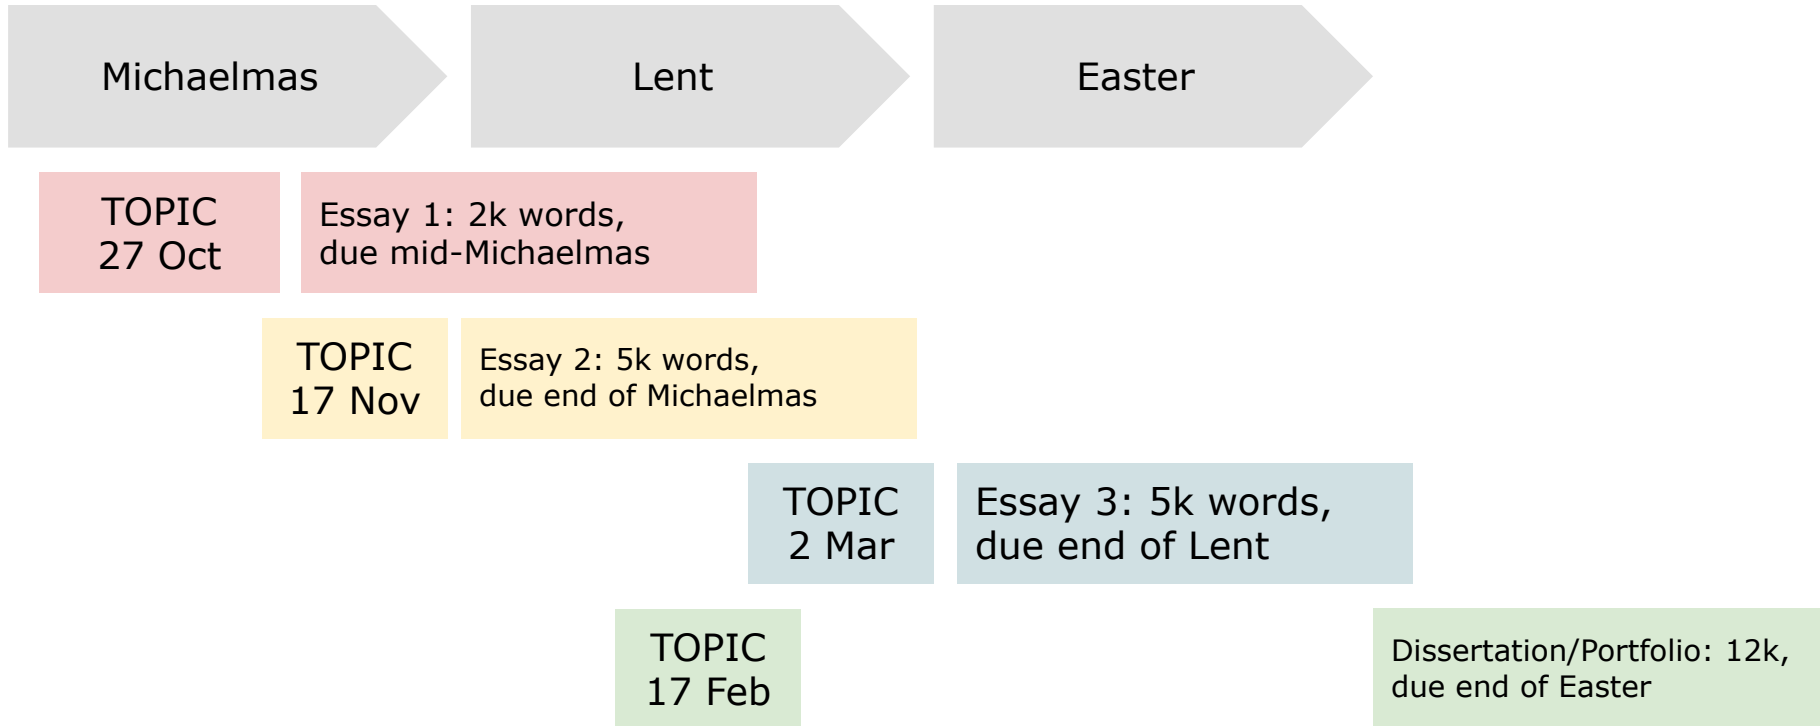 Michaelmas
Lent
Easter
TOPIC
27 Oct
Essay 1: 2k words,
due mid-Michaelmas
TOPIC
17 Nov
Essay 2: 5k words,
due end of Michaelmas
TOPIC
2 Mar
Essay 3: 5k words,
due end of Lent
TOPIC
17 Feb
Dissertation/Portfolio: 12k,
due end of Easter